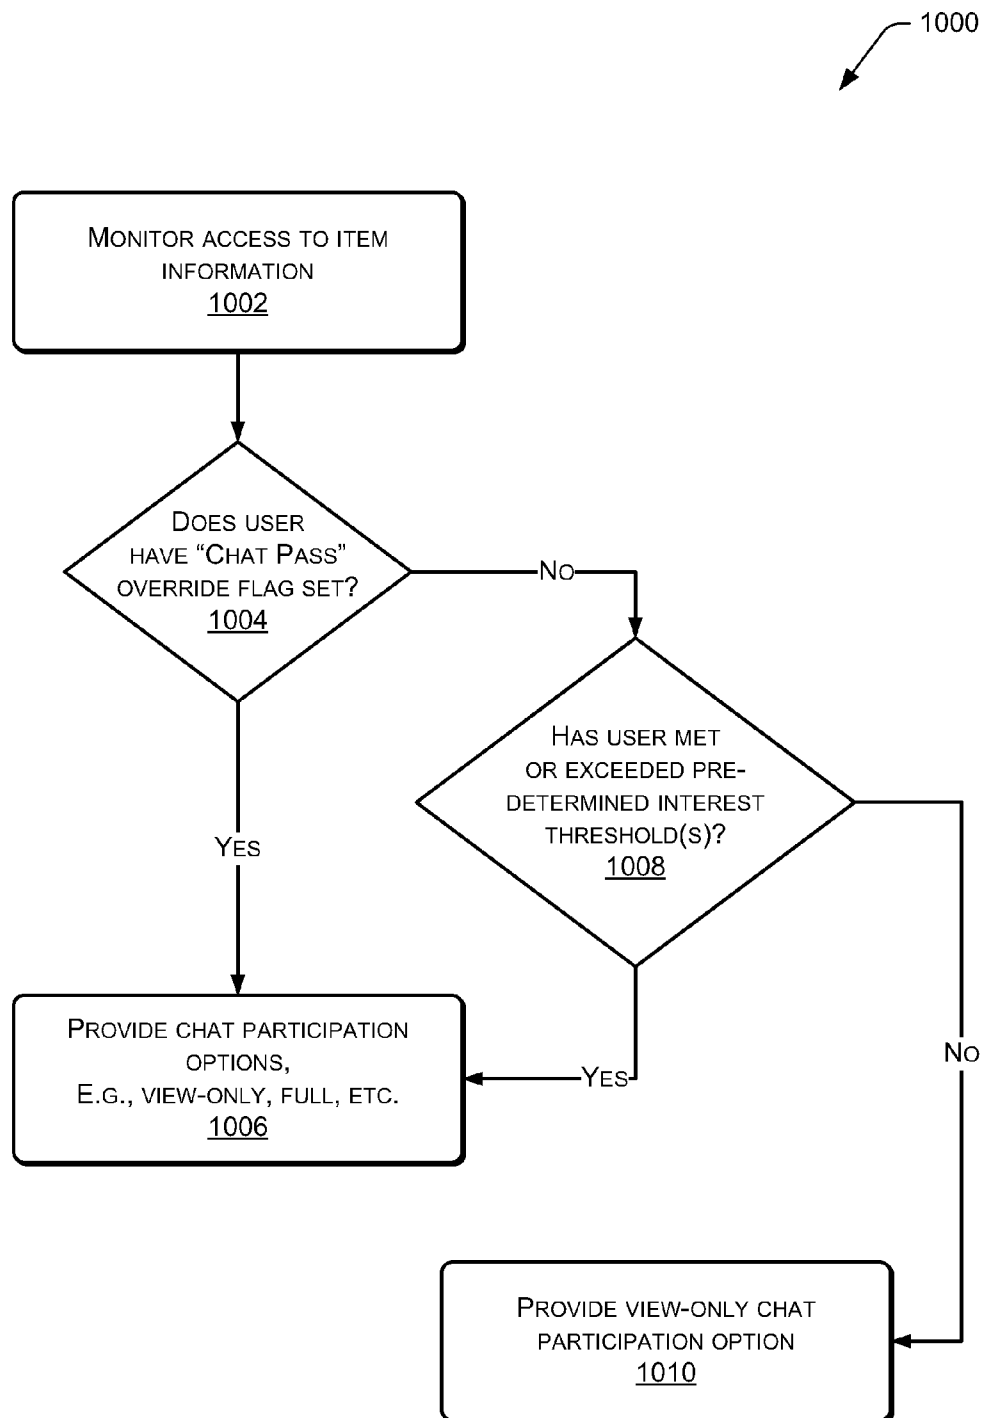 1000
MONITOR ACCESS TO ITEM
INFORMATION
1002
DOES USER
HAVE “CHAT PASS”
OVERRIDE FLAG SET?
1004
NO
HAS USER MET
OR EXCEEDED PRE-
DETERMINED INTEREST
THRESHOLD(S)?
1008
YES
PROVIDE CHAT PARTICIPATION
OPTIONS,
E.G., VIEW-ONLY, FULL, ETC.
1006
YES
NO
PROVIDE VIEW-ONLY CHAT
PARTICIPATION OPTION
1010